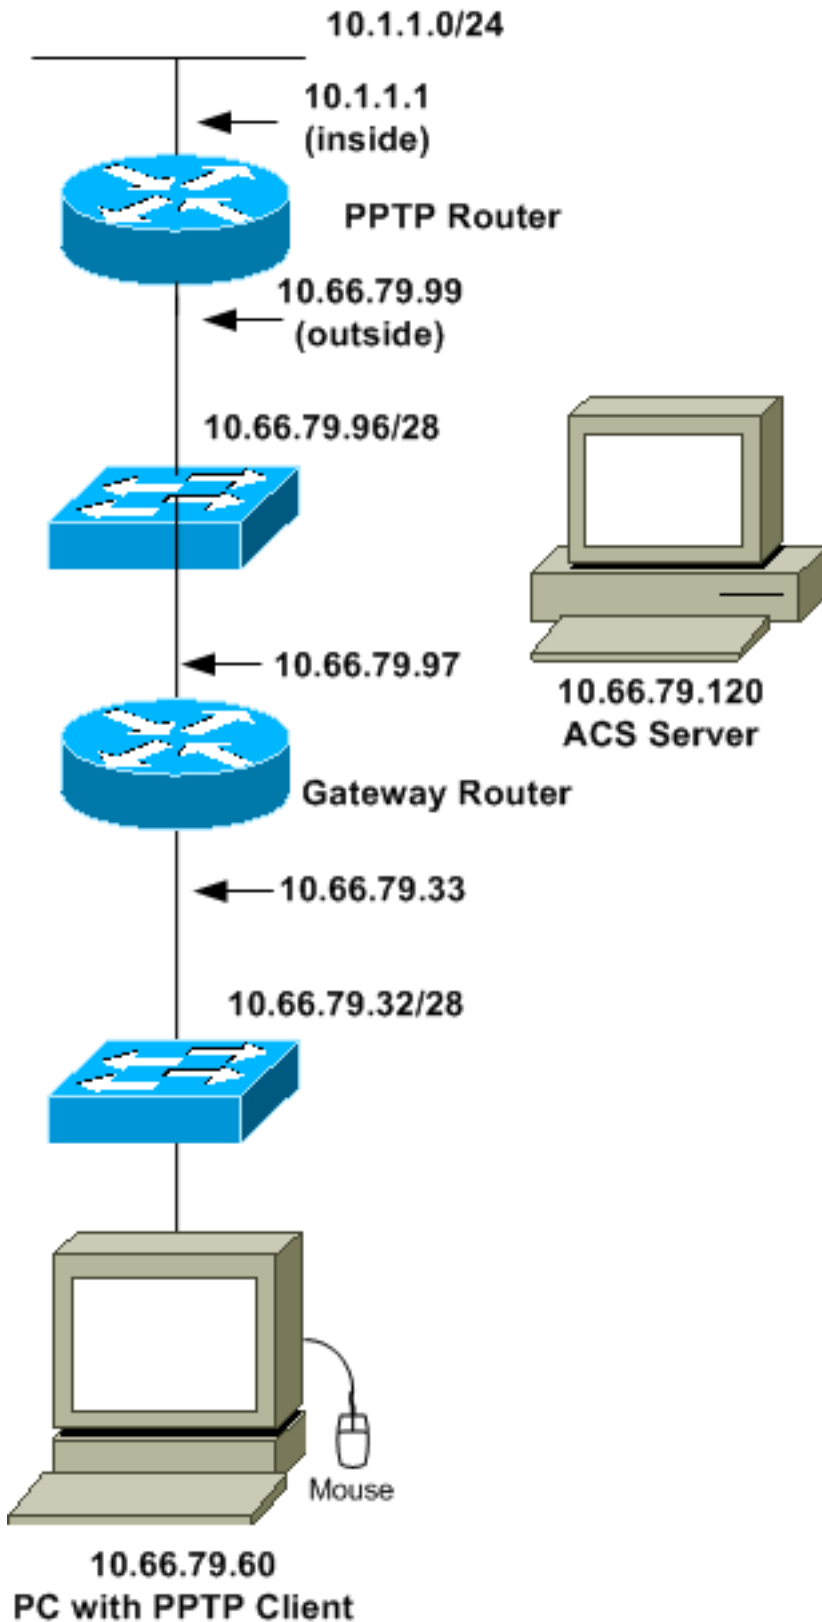 10.1.1.0/24
10.1.1.1
(inside)
PPTP Router
10.66.79.99
(outside)
10.66.79.96/28
10.66.79.97
10.66.79.120
ACS Server
Gateway Router
10.66.79.33
10.66.79.32/28
Mouse
10.66.79.60
PC with PPTP Client